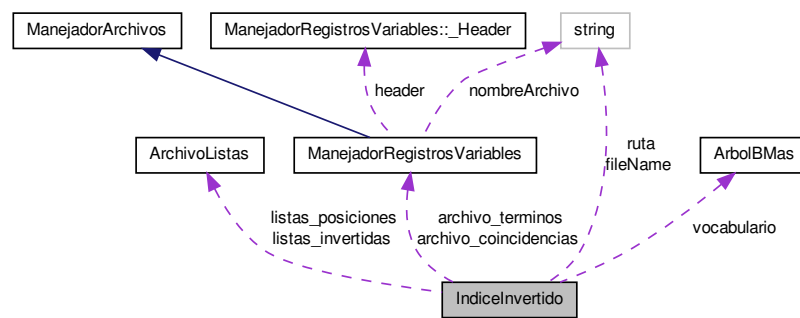 ManejadorArchivos
ManejadorRegistrosVariables::_Header
string
header
nombreArchivo
ArchivoListas
ManejadorRegistrosVariables
ruta
fileName
ArbolBMas
listas_posiciones
listas_invertidas
archivo_terminos
archivo_coincidencias
vocabulario
IndiceInvertido